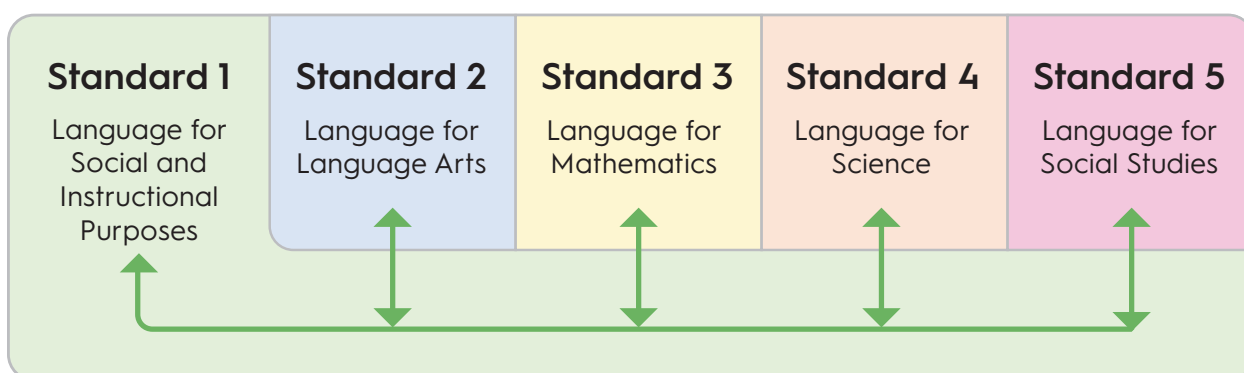 Standard 1
Language for
Social and
Instructional
Purposes
Standard 2
Language for
Language Arts
Standard 3
Language for
Mathematics
Standard 4
Language for
Science
Standard 5
Language for
Social Studies